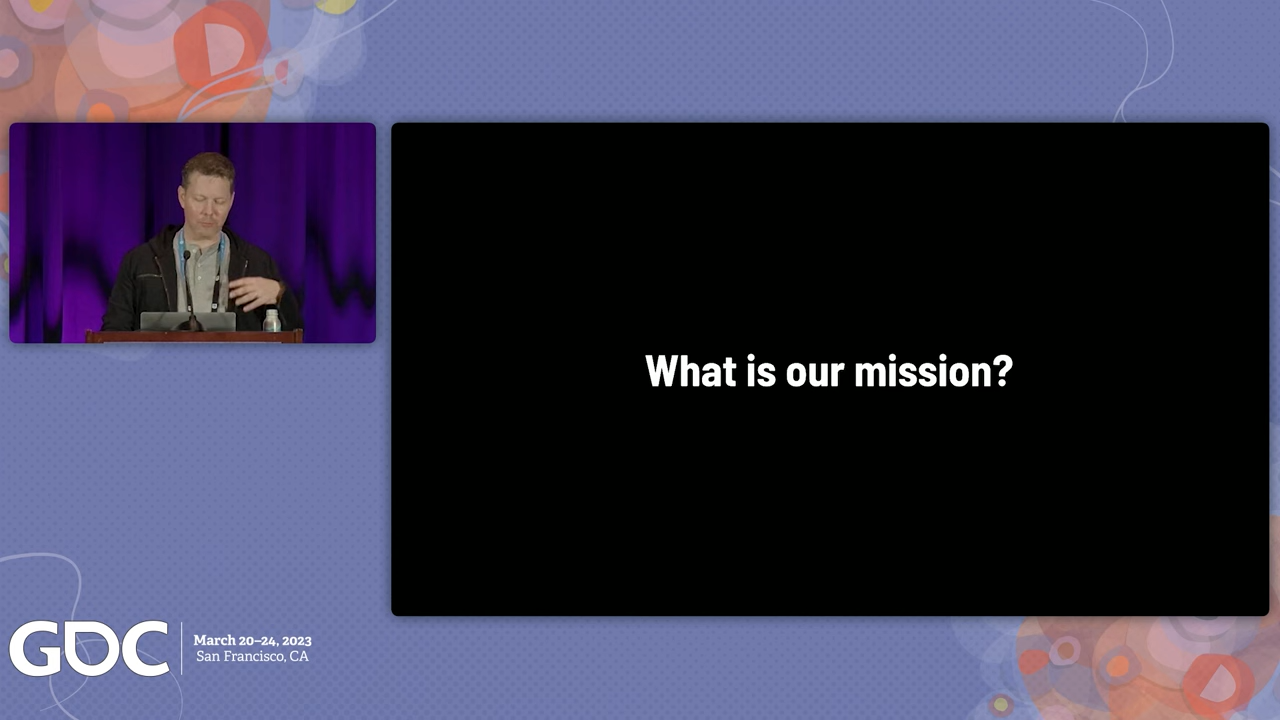 What is our mission?
GDC
March 20–24, 2023
San Francisco, CA